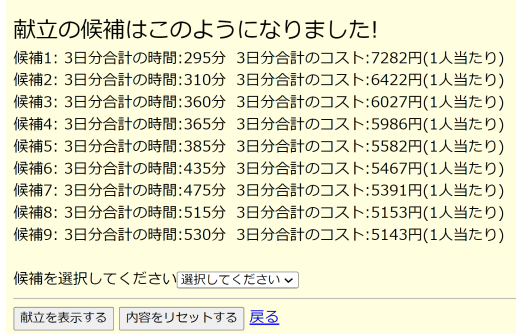 献立の候補はこのようになりました!
候補1: 3日分合計の時間:295分 3日分合計のコスト:7282円(1人当たり)
候補2: 3日分合計の時間:310分 3日分合計のコスト:6422円(1人当たり)
候補3: 3日分合計の時間:360分 3日分合計のコスト:6027円(1人当たり)
候補4: 3日分合計の時間:365分 3日分合計のコスト:5986円(1人当たり)
候補5: 3日分合計の時間:385分 3日分合計のコスト:5582円(1人当たり)
候補6: 3日分合計の時間:435分 3日分合計のコスト:5467円(1人当たり)
候補7: 3日分合計の時間:475分 3日分合計のコスト:5391円(1人当たり)
候補8: 3日分合計の時間:515分 3日分合計のコスト:5153円(1人当たり)
候補9: 3日分合計の時間:530分 3日分合計のコスト:5143円(1人当たり)
候補を選択してください 選択してください
献立を表示する 内容をリセットする 戻る